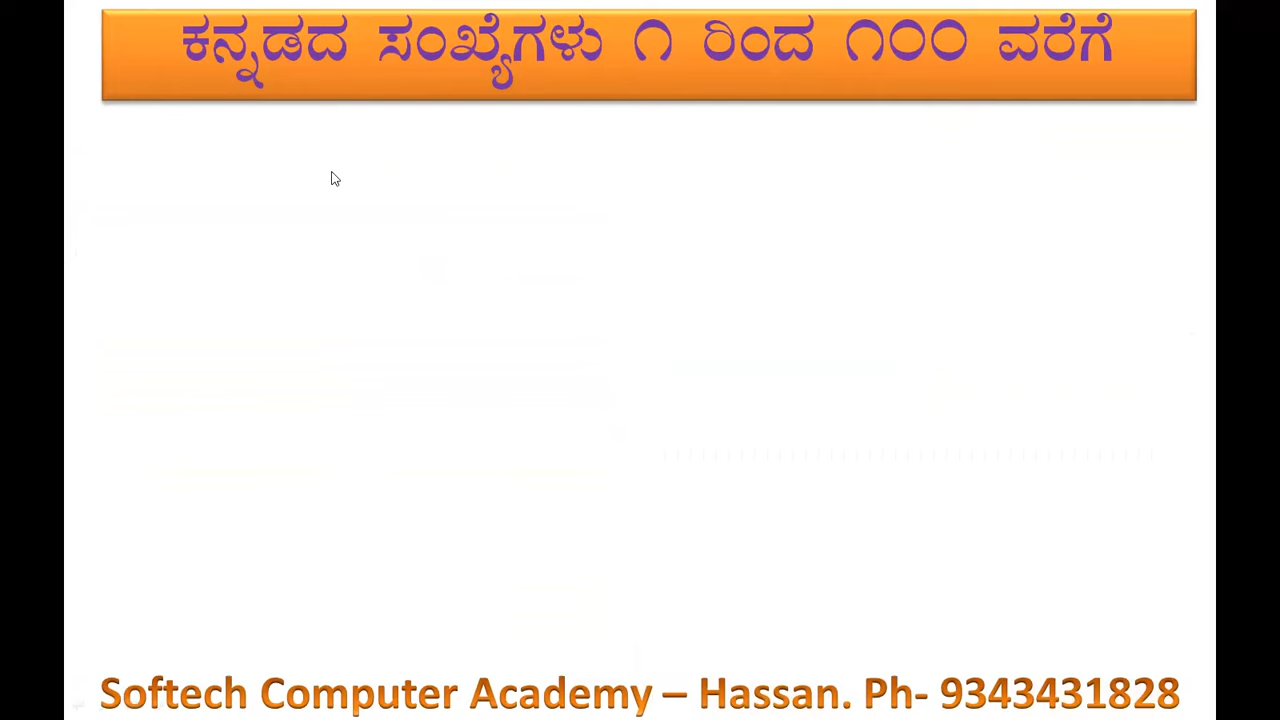 ಕನ್ನಡದ ಸಂಖ್ಯೆಗಳು ೧ ರಿಂದ ೧೦೦ ವರೆಗೆ
Softech Computer Academy – Hassan. Ph- 9343431828